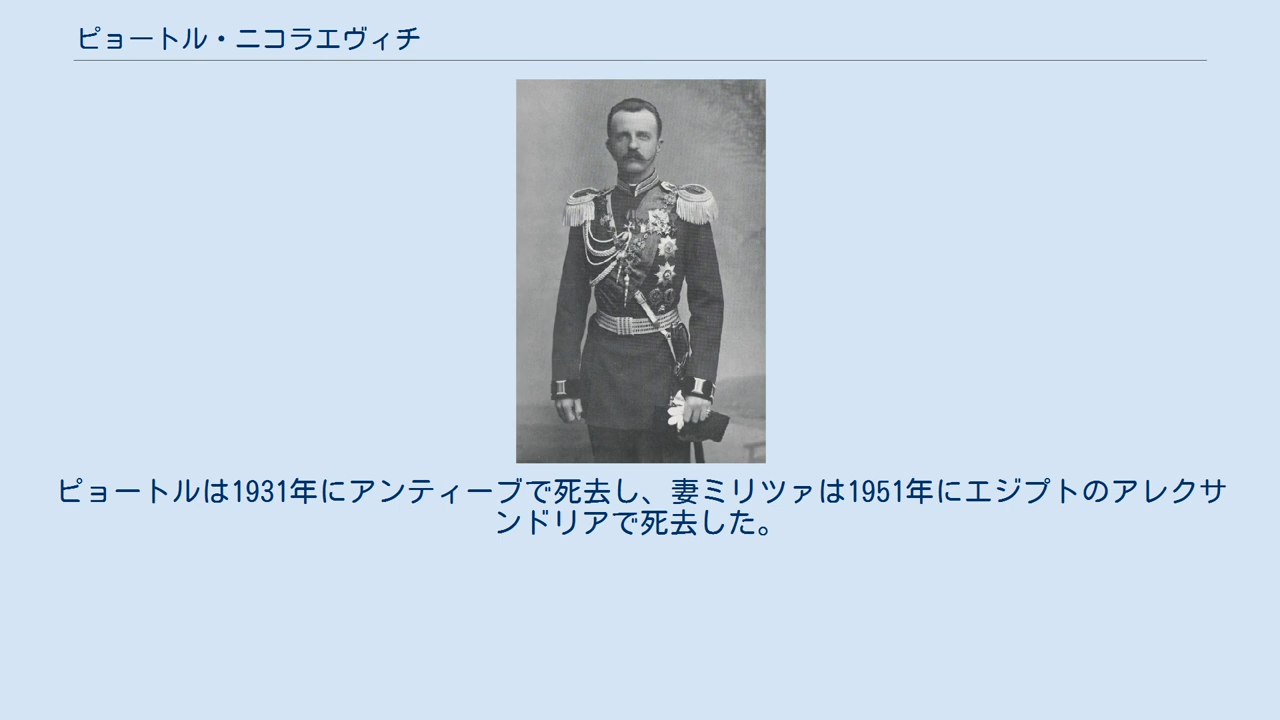 ピョートル・ニコラエヴィチ
ピョートルは1931年にアンティーブで死去し、妻ミリツァは1951年にエジプトのアレクサ
ンドリアで死去した。